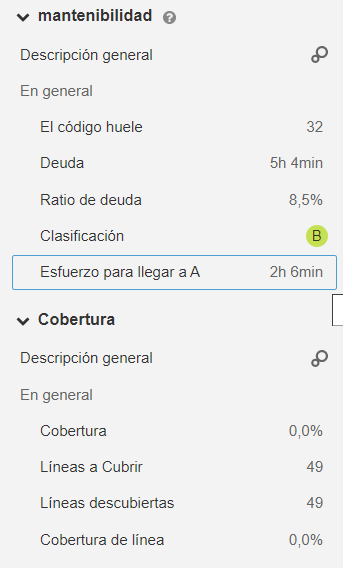 mantenibilidad ?
Descripción general
En general
El código huele 32
Deuda 5h 4min
Ratio de deuda 8,5%
Clasificación B
Esfuerzo para llegar a A 2h 6min
Cobertura
Descripción general
En general
Cobertura 0,0%
Líneas a Cubrir 49
Líneas descubiertas 49
Cobertura de línea 0,0%